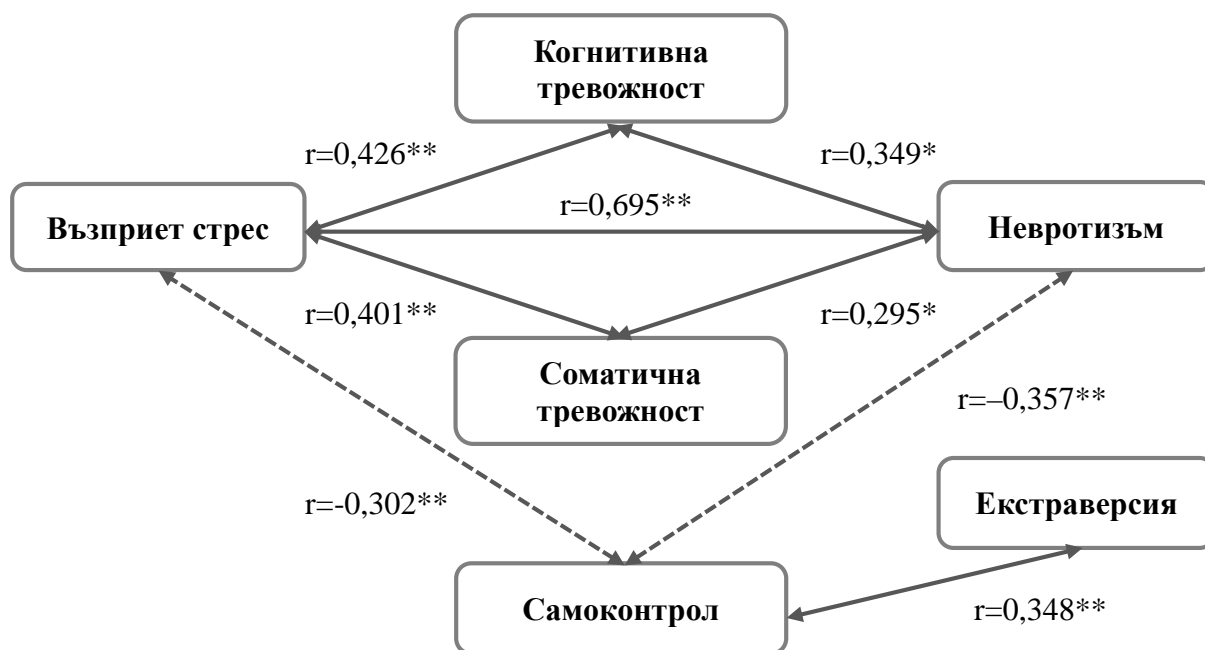 Когнитивна
тревожност
r=0,426**
r=0,349*
r=0,695**
Възприет стрес
Невротизъм
r=0,401**
r=0,295*
Соматична
тревожност
r=–0,357**
r=-0,302**
Екстраверсия
Самоконтрол
r=0,348**